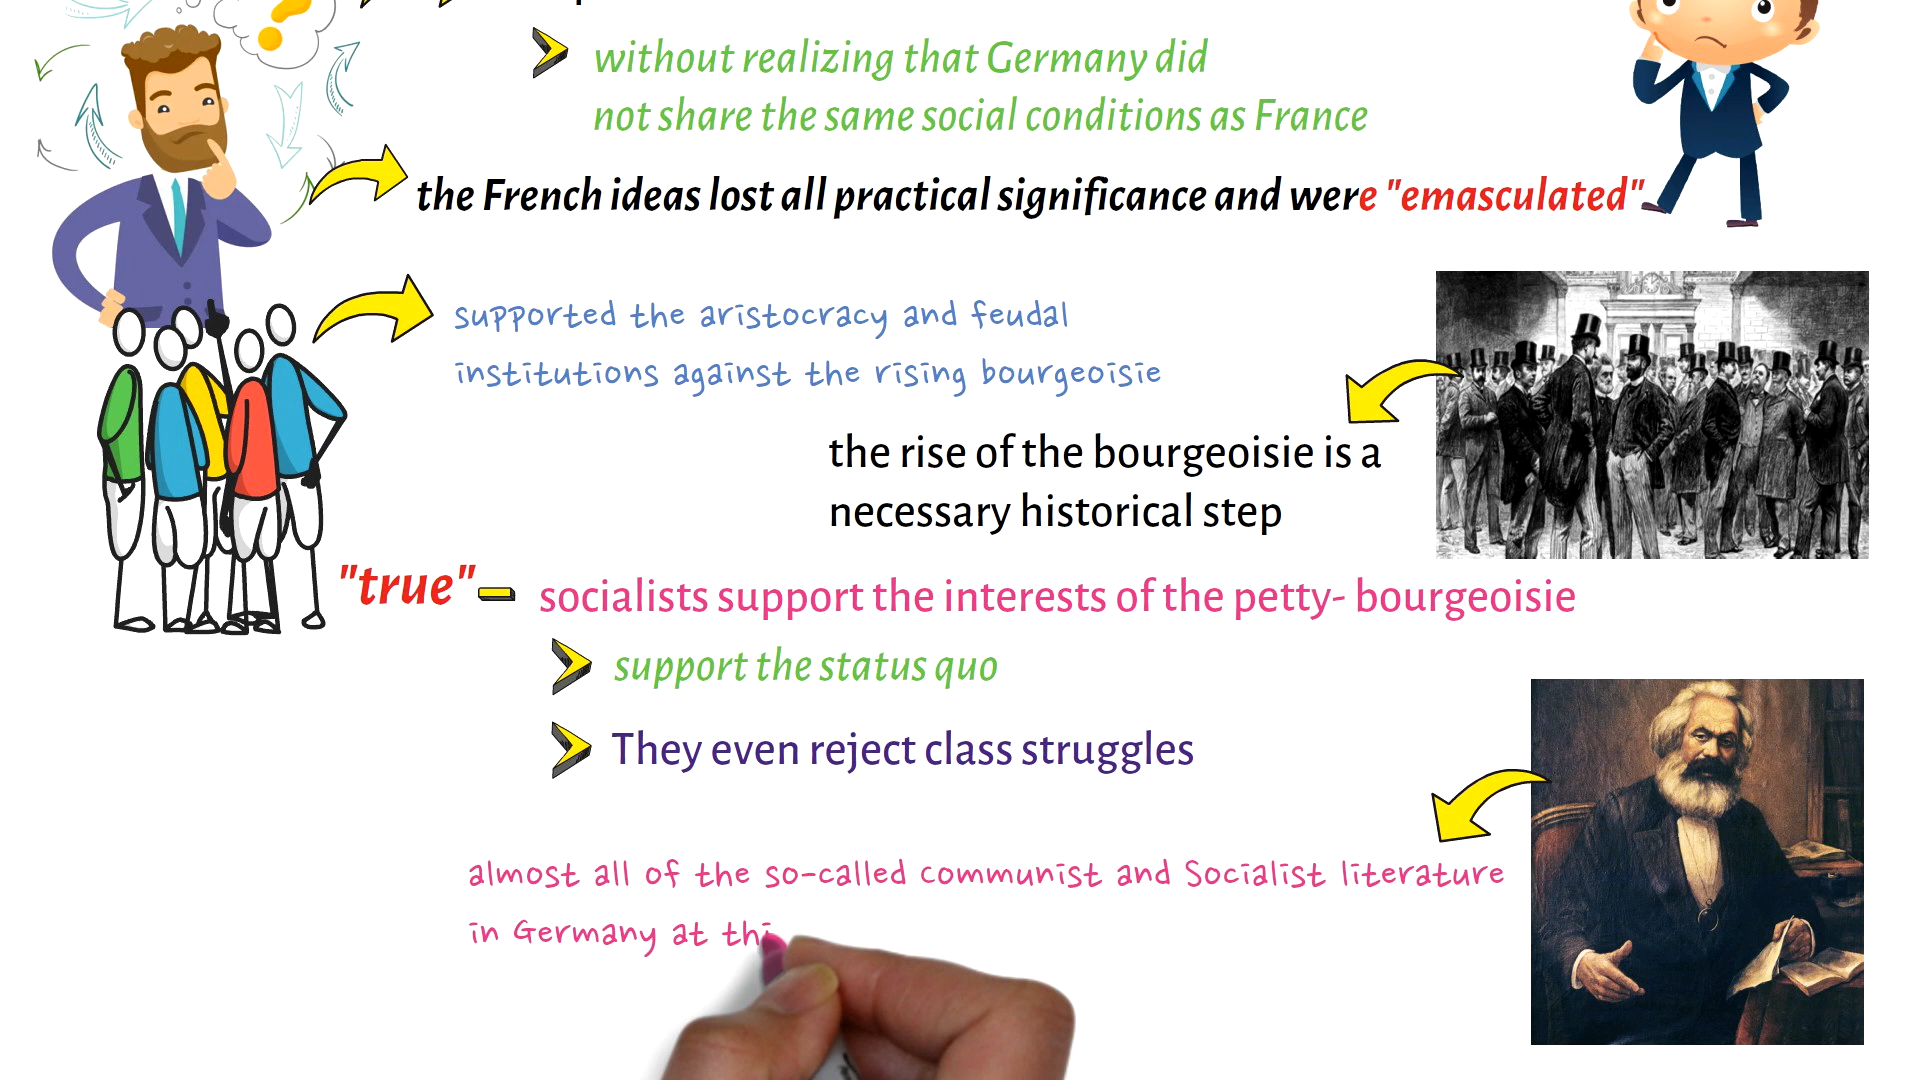 without realizing that Germany did
not share the same social conditions as France
the French ideas lost all practical significance and were "emasculated"
supported the aristocracy and feudal
institutions against the rising bourgeoisie
the rise of the bourgeoisie is a
necessary historical step
"true" socialists support the interests of the petty- bourgeoisie
support the status quo
They even reject class struggles
almost all of the so-called communist and Socialist literature
in Germany at thi